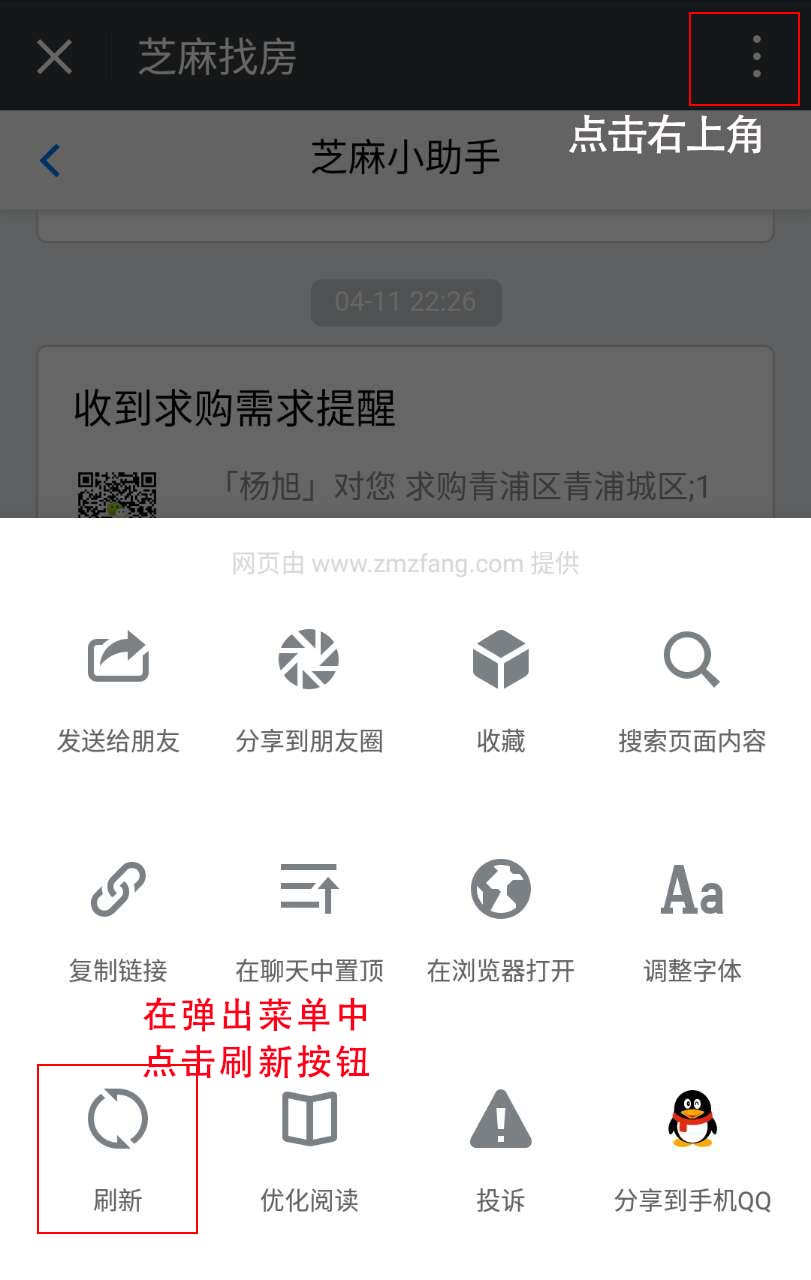 芝麻找房
点击右上角
芝麻小助手
04-11 22:26
收到求购需求提醒
「杨旭」对您 求购青浦区青浦城区;1
网页由 www.zmzfang.com 提供
发送给朋友
分享到朋友圈
收藏
搜索页面内容
Aa
复制链接
在聊天中置顶
在浏览器打开
调整字体
在弹出菜单中
点击刷新按钮
刷新
优化阅读
投诉
分享到手机QQ